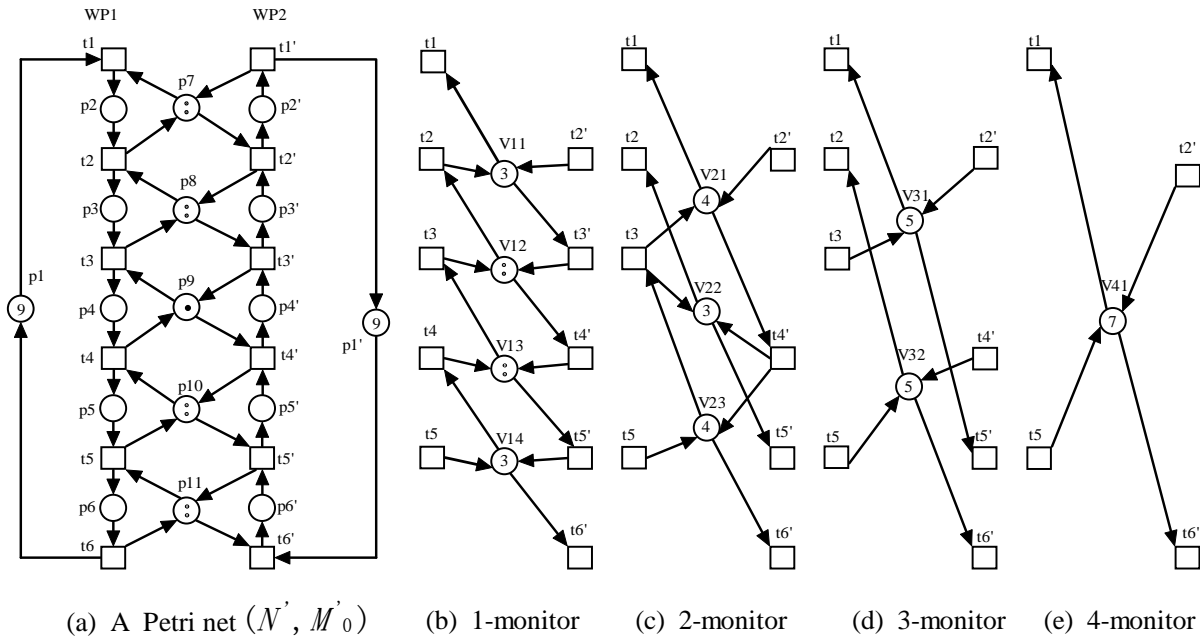 WP1 WP2
t1 t1'
p7
p2 p2'
t2 t2'
p8
p3 p3'
t3 t3'
p1 p9
9
p4 p4'
9
p1'
t4 t4'
p10
p5 p5'
t5 t5'
p11
p6 p6'
t6 t6'
(a) A Petri net (N', M'0)
t1
t2 V11 t2'
3
t3 V12 t3'
t4 V13 t4'
t5 V14 t5'
3
t6'
(b) 1-monitor
t1
t2 t2'
V21
4
t3
V22
3
t4'
V23
4
t5 t5'
t6'
(c) 2-monitor
t1
t2 t2'
V31
5
t3
V32 t4'
5
t5 t5'
t6'
(d) 3-monitor
t1
t2'
V41
7
t5
t6'
(e) 4-monitor